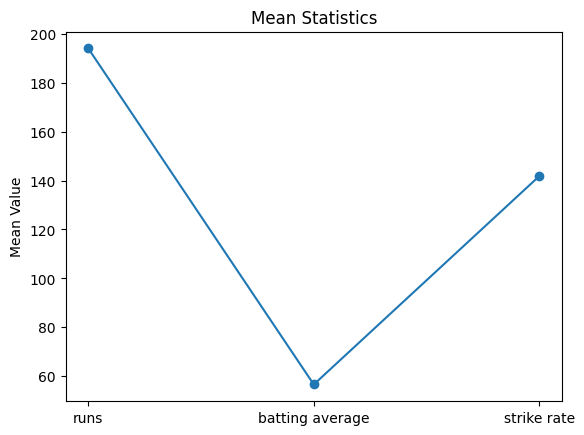 Mean Statistics
Mean Value
200
180
160
140
120
100
80
60
runs
batting average
strike rate